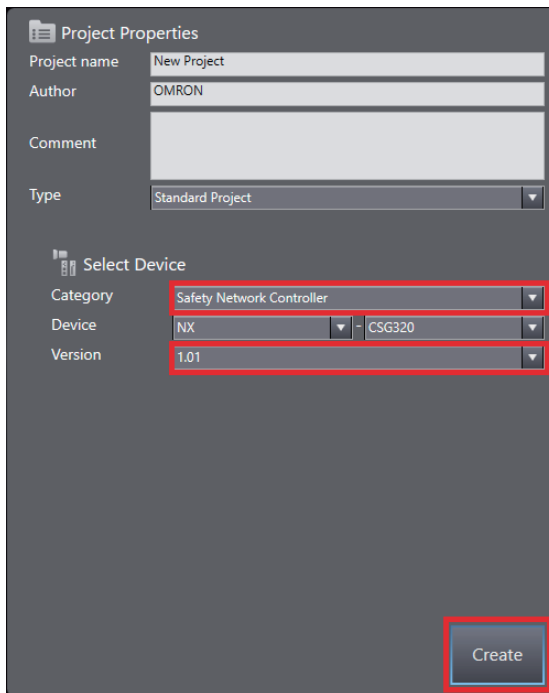 Project Properties
Project name New Project
Author OMRON
Comment
Type Standard Project
Select Device
Category Safety Network Controller
Device NX - CSG320
Version 1.01
Create